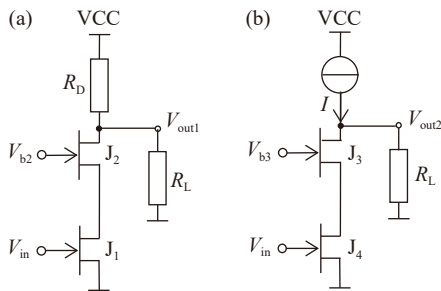 (a)
VCC
R_D
V_out1
V_b2
J_2
R_L
V_in
J_1
(b)
VCC
I
V_out2
V_b3
J_3
R_L
V_in
J_4